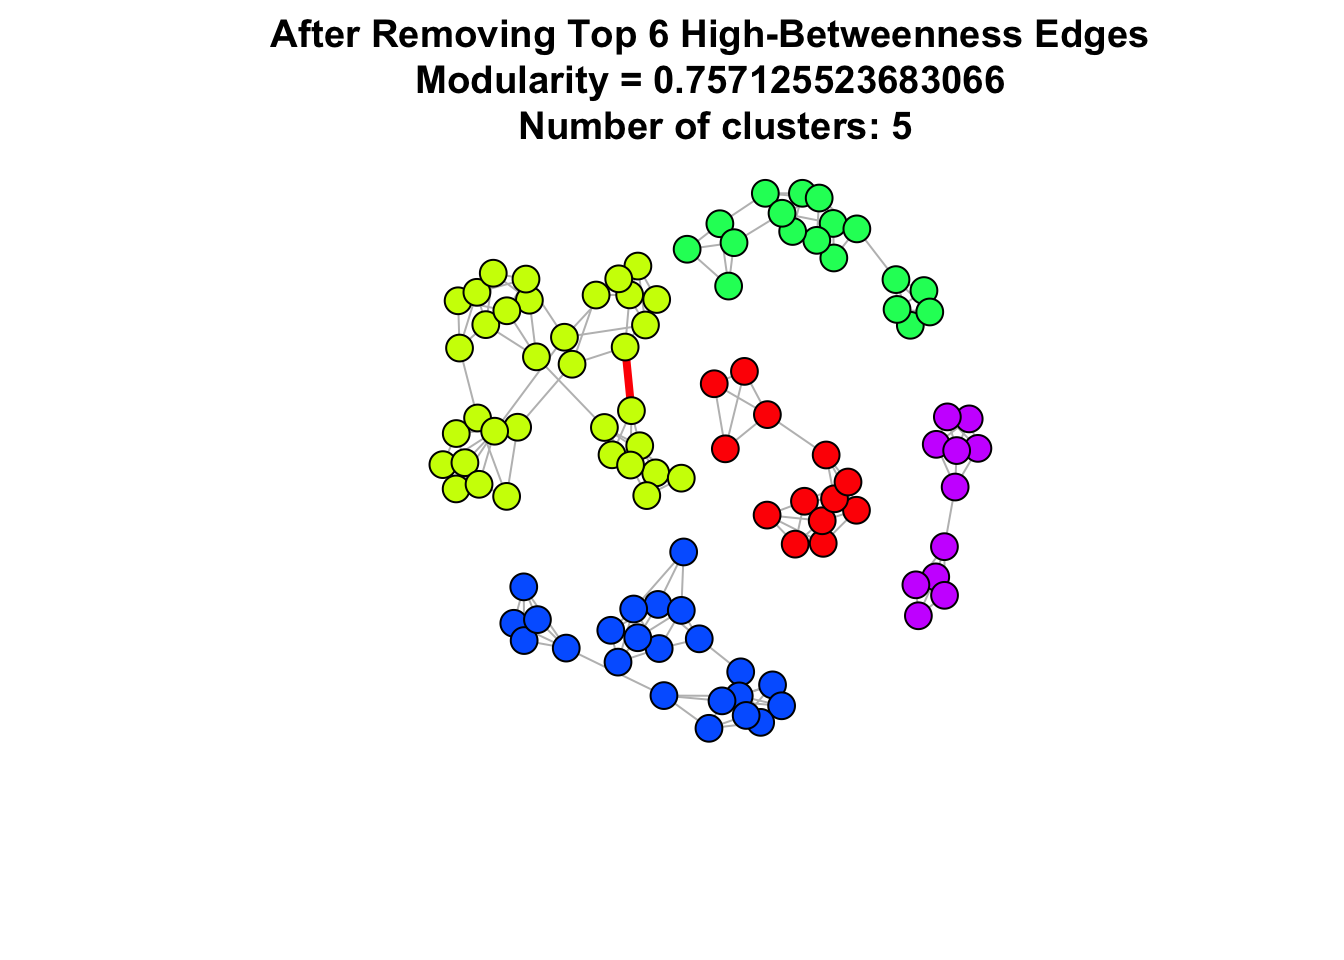 After Removing Top 6 High-Betweenness Edges
Modularity = 0.757125523683066
Number of clusters: 5